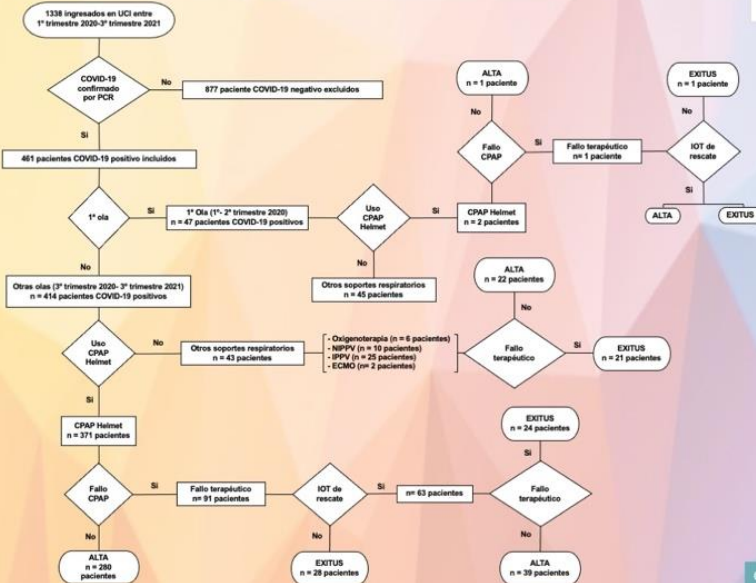 1338 ingresados en UCI entre
1º trimestre 2020-3º trimestre 2021
COVID-19
confirmado
por PCR
No
877 paciente COVID-19 negativo excluidos
Si
461 pacientes COVID-19 positivo incluidos
1ª ola
Si
1ª Ola (1º- 2º trimestre 2020)
n = 47 pacientes COVID-19 positivos
Uso
CPAP
Helmet
Si
CPAP Helmet
n = 2 pacientes
No
Otros soportes respiratorios
n = 45 pacientes
Fallo
CPAP
No
ALTA
n = 1 paciente
Si
Fallo terapéutico
n= 1 paciente
IOT de
rescate
No
EXITUS
n = 1 paciente
Si
ALTA
EXITUS
No
Otras olas (3º trimestre 2020- 3º trimestre 2021)
n = 414 pacientes COVID-19 positivos
Uso
CPAP
Helmet
No
Otros soportes respiratorios
n = 43 pacientes
- Oxigenoterapia (n = 6 pacientes)
- NIPPV (n = 10 pacientes)
- IPPV (n = 25 pacientes)
- ECMO (n= 2 pacientes)
Fallo
terapéutico
No
ALTA
n = 22 pacientes
Si
EXITUS
n = 21 pacientes
Si
CPAP Helmet
n = 371 pacientes
Fallo
CPAP
Si
Fallo terapéutico
n= 91 pacientes
IOT de
rescate
Si
n= 63 pacientes
Fallo
terapéutico
Si
EXITUS
n = 24 pacientes
No
ALTA
n = 280
pacientes
No
EXITUS
n = 28 pacientes
No
ALTA
n = 39 pacientes